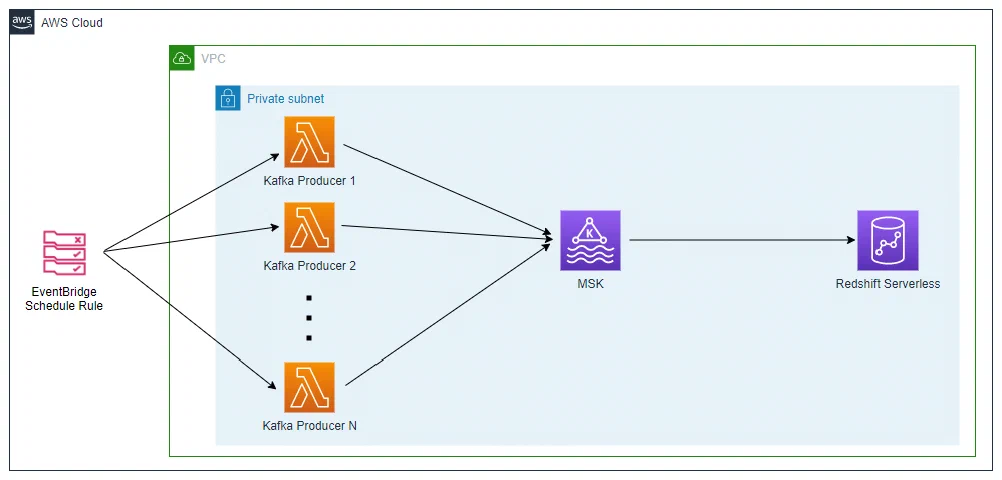 aws
AWS Cloud
VPC
Private subnet
Kafka Producer 1
Kafka Producer 2
K
MSK
Redshift Serverless
EventBridge
Schedule Rule
Kafka Producer N